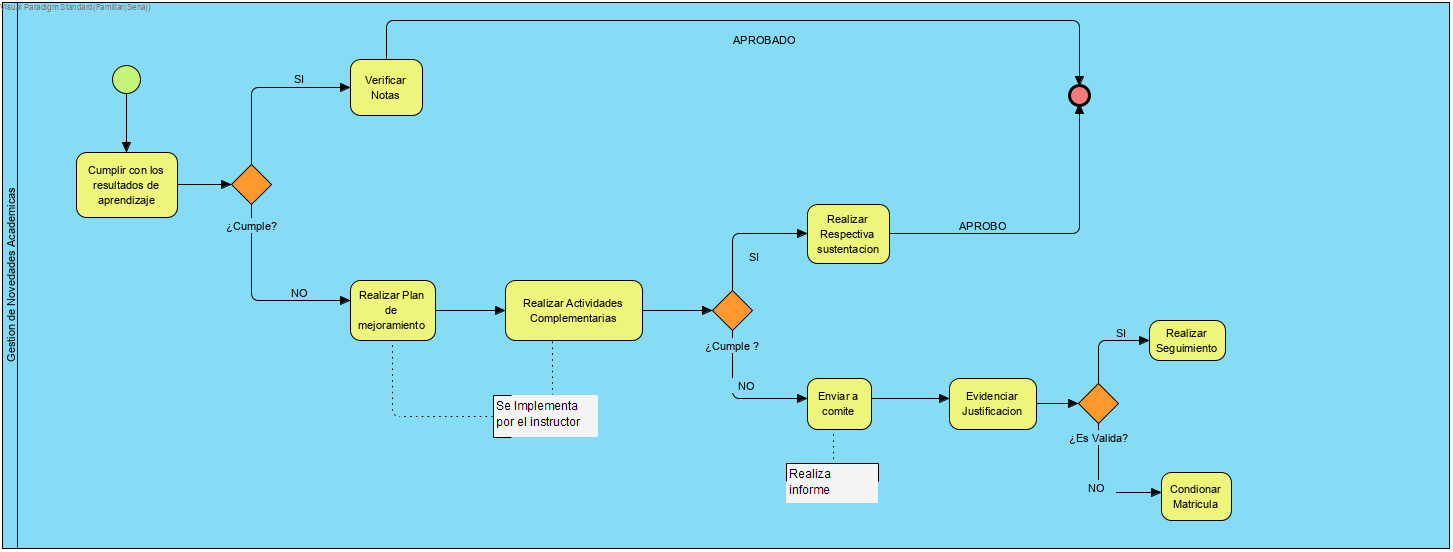 Visual Paradigm Standard(Familiar(Sena))
Gestion de Novedades Academicas
APROBADO
SI
Verificar
Notas
Cumplir con los
resultados de
aprendizaje
¿Cumple?
NO
Realizar Plan
de
mejoramiento
Realizar Actividades
Complementarias
Se Implementa
por el instructor
¿Cumple ?
SI
Realizar
Respectiva
sustentacion
APROBO
NO
Enviar a
comite
Realiza
informe
Evidenciar
Justificacion
¿Es Valida?
SI
Realizar
Seguimiento
NO
Condionar
Matricula